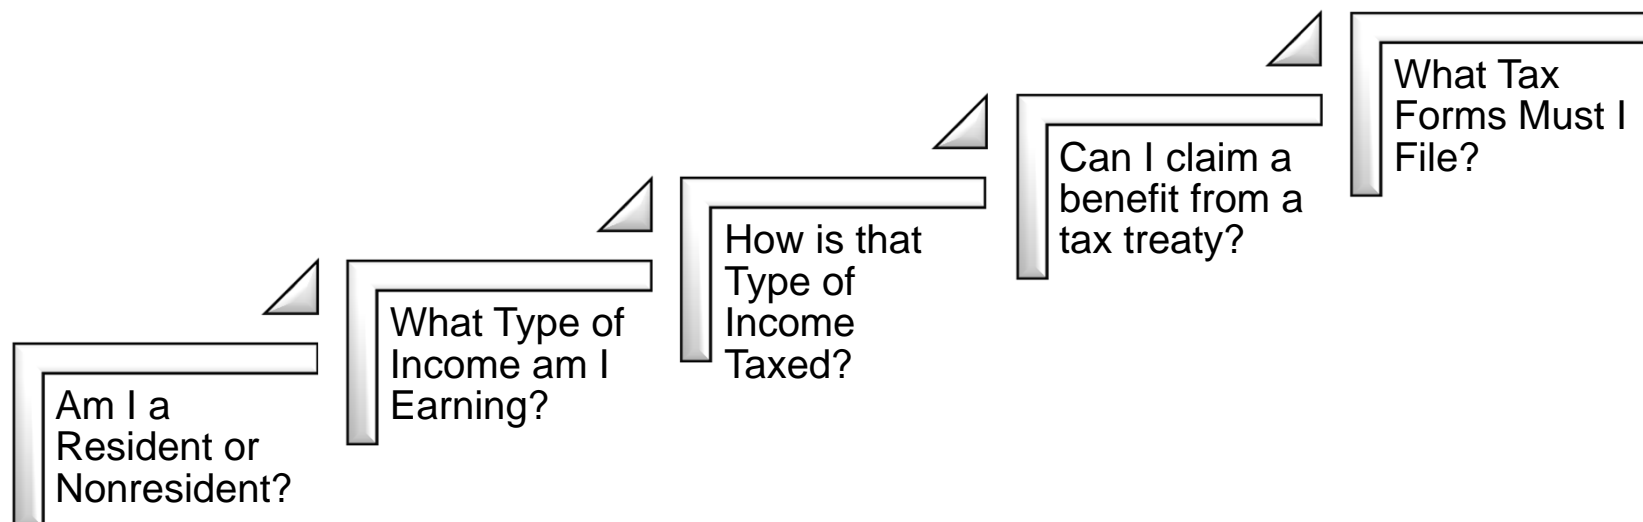 Am I a
Resident or
Nonresident?
What Type of
Income am I
Earning?
How is that
Type of
Income
Taxed?
Can I claim a
benefit from a
tax treaty?
What Tax
Forms Must I
File?